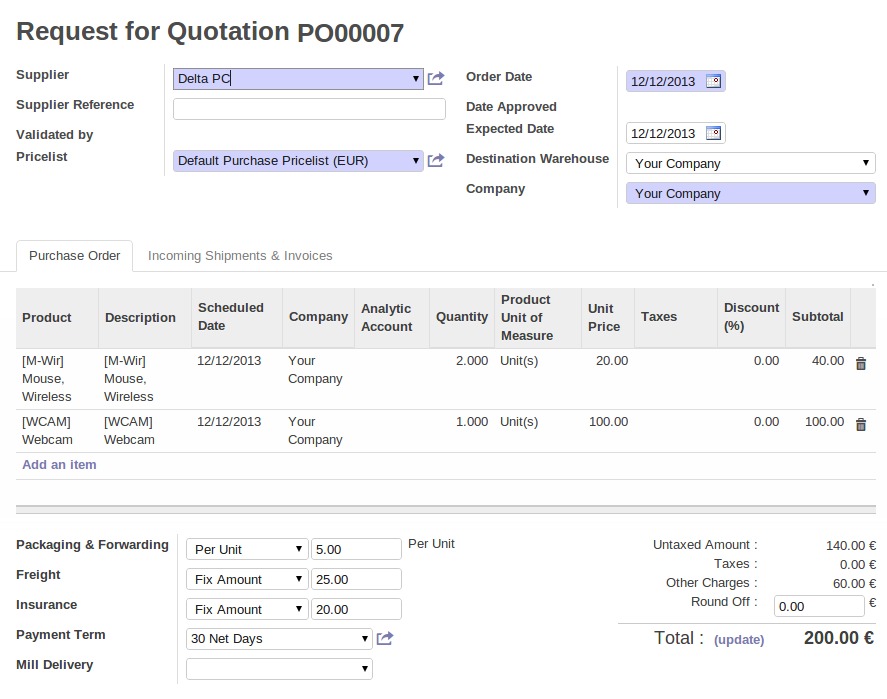 Request for Quotation PO00007
Supplier
Delta PC
Supplier Reference
Validated by
Pricelist
Default Purchase Pricelist (EUR)
Order Date
12/12/2013
Date Approved
Expected Date
12/12/2013
Destination Warehouse
Your Company
Company
Your Company
Purchase Order
Incoming Shipments & Invoices
Product Description Scheduled Date Company Analytic Account Quantity Product Unit of Measure Unit Price Taxes Discount (%) Subtotal
[M-Wir] Mouse, Wireless [M-Wir] Mouse, Wireless 12/12/2013 Your Company 2.000 Unit(s) 20.00 0.00 40.00
[WCAM] Webcam [WCAM] Webcam 12/12/2013 Your Company 1.000 Unit(s) 100.00 0.00 100.00
Add an item
Packaging & Forwarding Per Unit 5.00 Per Unit
Freight Fix Amount 25.00
Insurance Fix Amount 20.00
Payment Term 30 Net Days
Mill Delivery
Untaxed Amount : 140.00 €
Taxes : 0.00 €
Other Charges : 60.00 €
Round Off : 0.00 €
Total : (update) 200.00 €